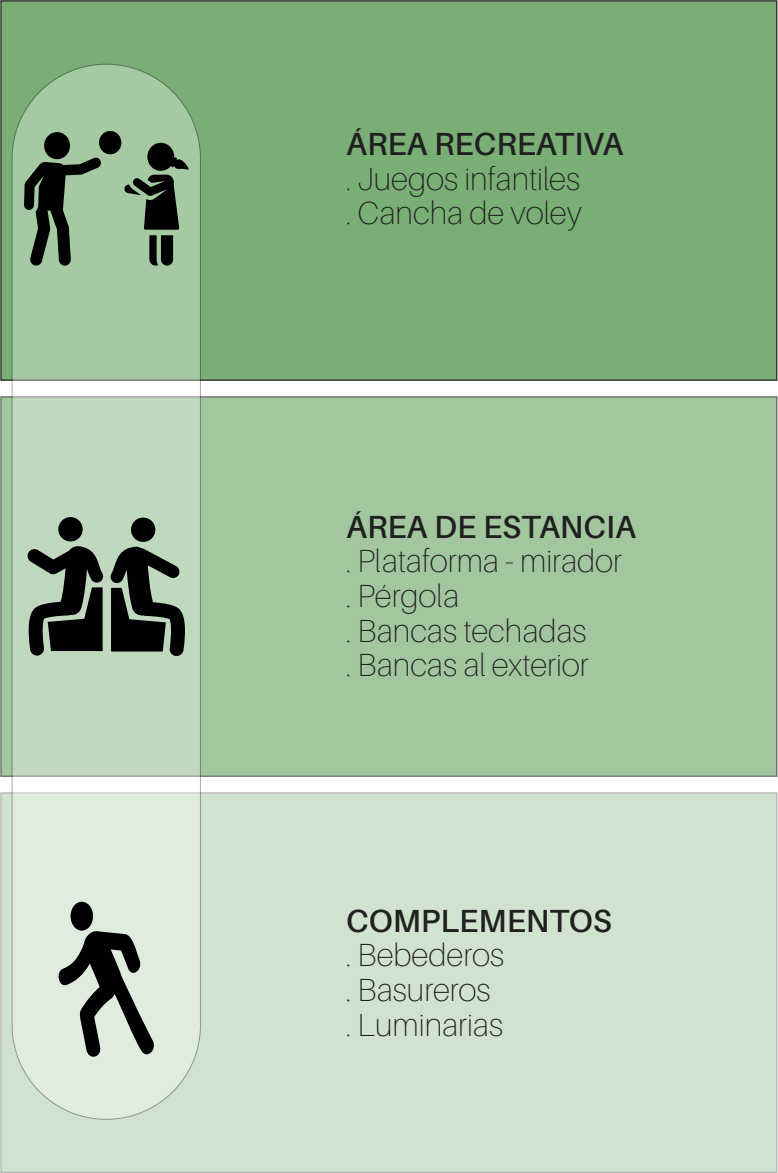 ÁREA RECREATIVA
. Juegos infantiles
. Cancha de voley
ÁREA DE ESTANCIA
. Plataforma - mirador
. Pérgola
. Bancas techadas
. Bancas al exterior
COMPLEMENTOS
. Bebederos
. Basureros
. Luminarias